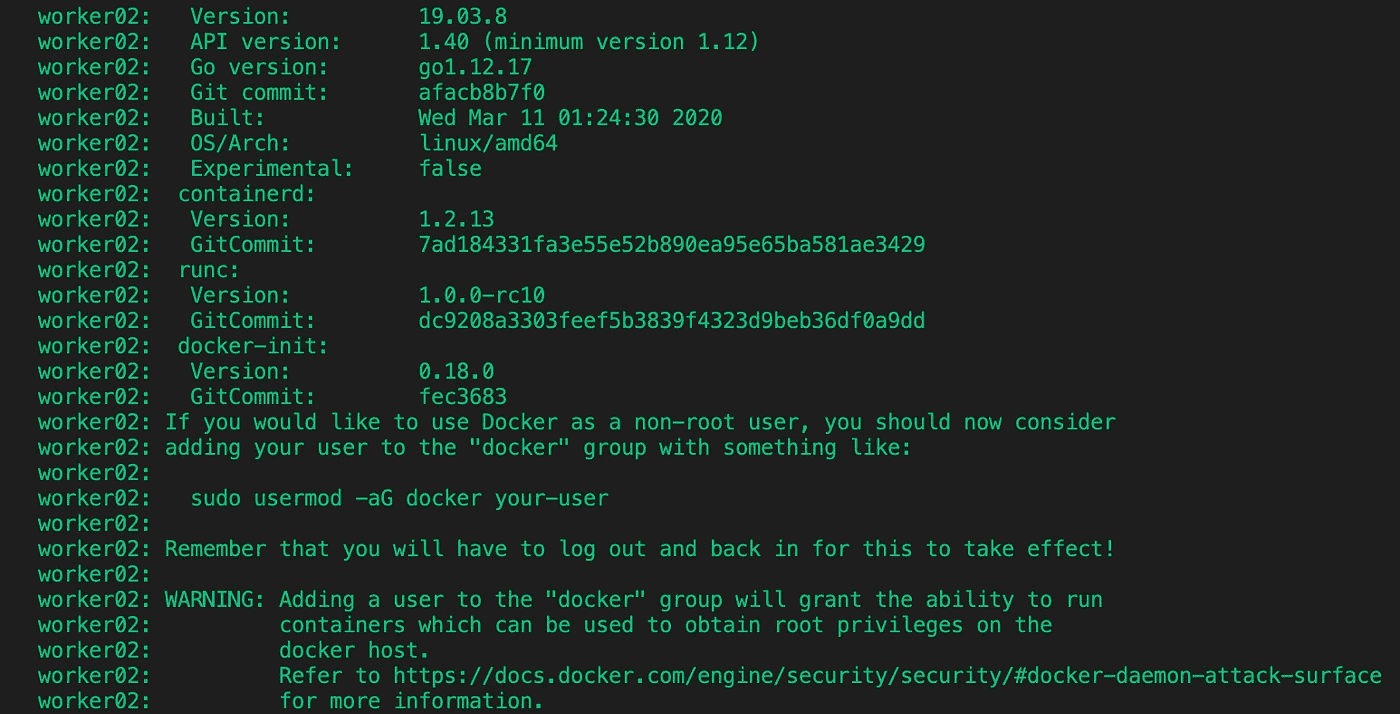 worker02:   Version:          19.03.8
worker02:   API version:      1.40 (minimum version 1.12)
worker02:   Go version:       go1.12.17
worker02:   Git commit:       afacb8b7f0
worker02:   Built:            Wed Mar 11 01:24:30 2020
worker02:   OS/Arch:          linux/amd64
worker02:   Experimental:     false
worker02:  containerd:
worker02:   Version:          1.2.13
worker02:   GitCommit:        7ad184331fa3e55e52b890ea95e65ba581ae3429
worker02:  runc:
worker02:   Version:          1.0.0-rc10
worker02:   GitCommit:        dc9208a3303feef5b3839f4323d9beb36df0a9dd
worker02:  docker-init:
worker02:   Version:          0.18.0
worker02:   GitCommit:        fec3683
worker02: If you would like to use Docker as a non-root user, you should now consider
worker02: adding your user to the "docker" group with something like:
worker02:
worker02:   sudo usermod -aG docker your-user
worker02:
worker02: Remember that you will have to log out and back in for this to take effect!
worker02:
worker02: WARNING: Adding a user to the "docker" group will grant the ability to run
worker02:          containers which can be used to obtain root privileges on the
worker02:          docker host.
worker02:          Refer to https://docs.docker.com/engine/security/security/#docker-daemon-attack-surface
worker02:          for more information.